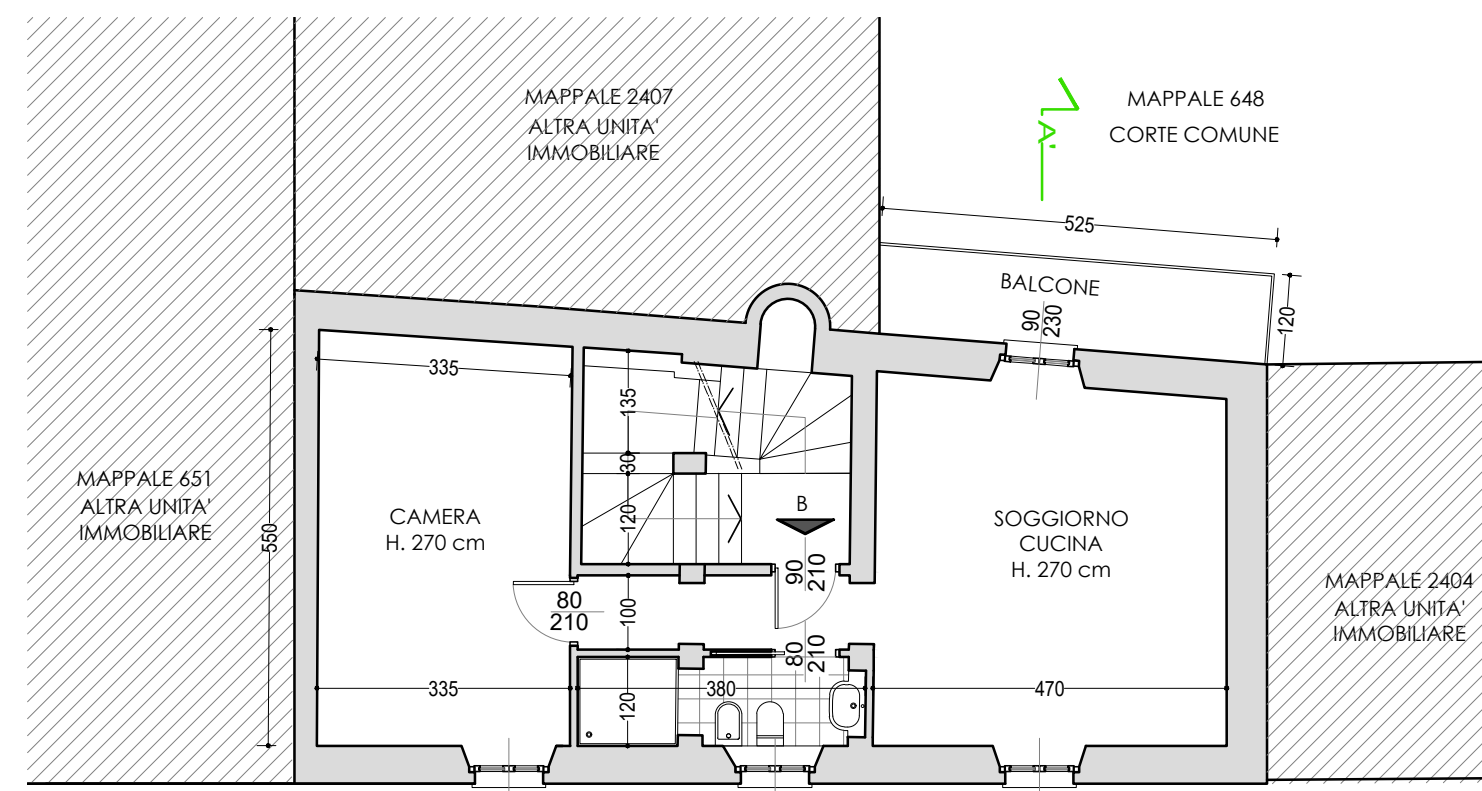 MAPPALE 2407
ALTRA UNITA'
IMMOBILIARE
MAPPALE 648
CORTE COMUNE
A'
525
BALCONE
90
230
120
335
135
30
120
550
MAPPALE 651
ALTRA UNITA'
IMMOBILIARE
CAMERA
H. 270 cm
B
SOGGIORNO
CUCINA
H. 270 cm
90
210
80
210
100
MAPPALE 2404
ALTRA UNITA'
IMMOBILIARE
80
210
335
120
380
470